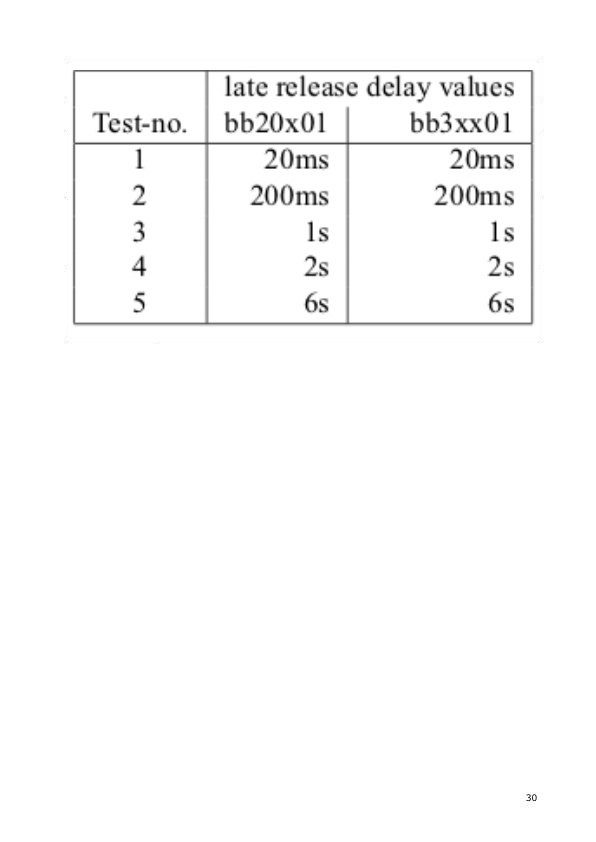 late release delay values
Test-no. bb20x01 bb3xx01
1 20ms 20ms
2 200ms 200ms
3 1s 1s
4 2s 2s
5 6s 6s
30